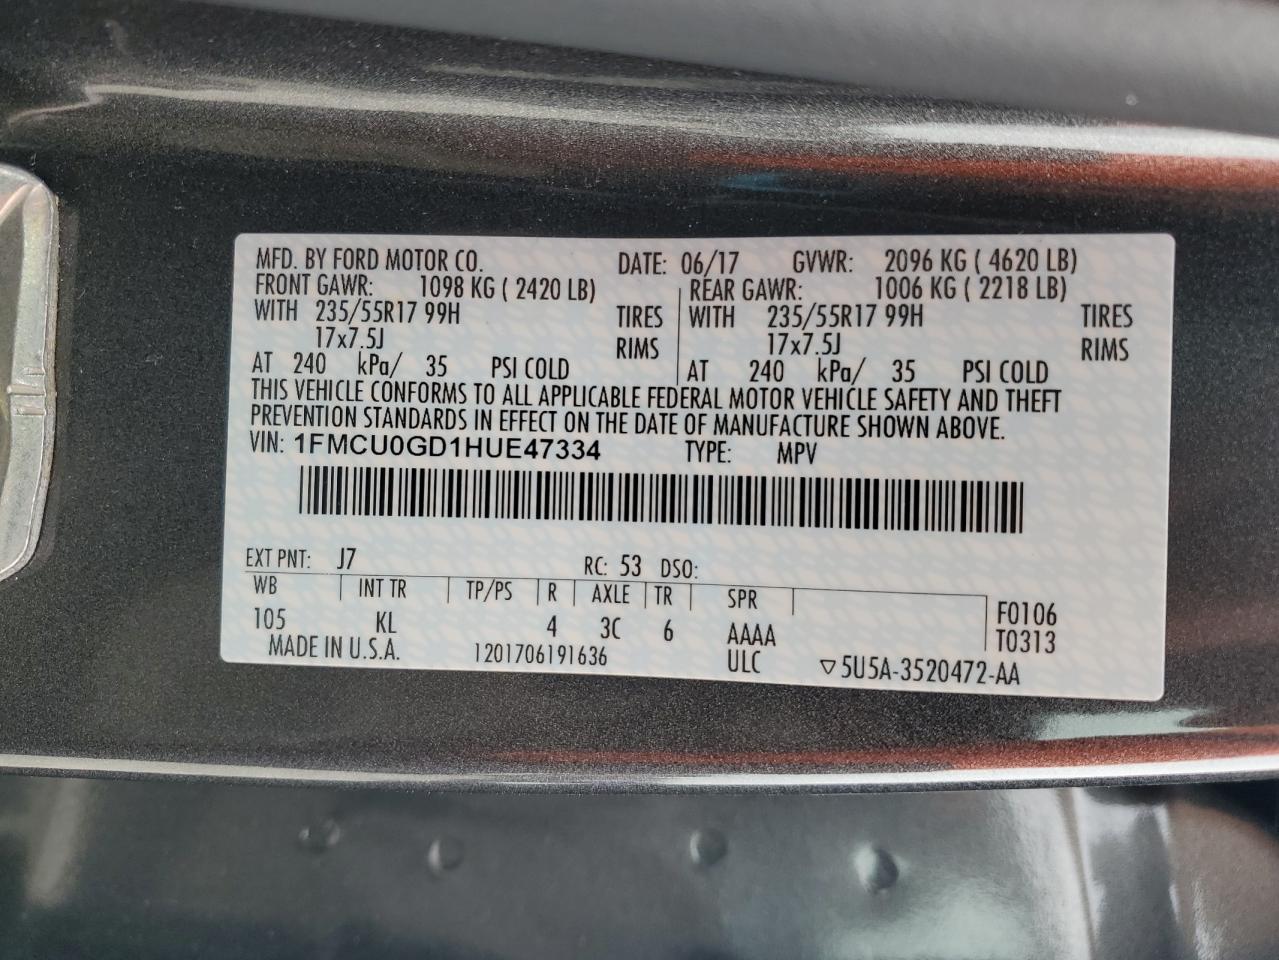 MFD. BY FORD MOTOR CO. DATE: 06/17 GVWR: 2096 KG ( 4620 LB)
FRONT GAWR: 1098 KG ( 2420 LB) REAR GAWR: 1006 KG ( 2218 LB)
WITH 235/55R17 99H TIRES WITH 235/55R17 99H TIRES
17x7.5J RIMS 17x7.5J RIMS
AT 240 kPa/ 35 PSI COLD AT 240 kPa/ 35 PSI COLD
THIS VEHICLE CONFORMS TO ALL APPLICABLE FEDERAL MOTOR VEHICLE SAFETY AND THEFT
PREVENTION STANDARDS IN EFFECT ON THE DATE OF MANUFACTURE SHOWN ABOVE.
VIN: 1FMCU0GD1HUE47334 TYPE: MPV
EXT PNT: J7 RC: 53 DSO:
WB INT TR TP/PS R AXLE TR SPR F0106
105 KL 4 3C 6 AAAA T0313
MADE IN U.S.A. 1201706191636 ULC ▽5U5A-3520472-AA